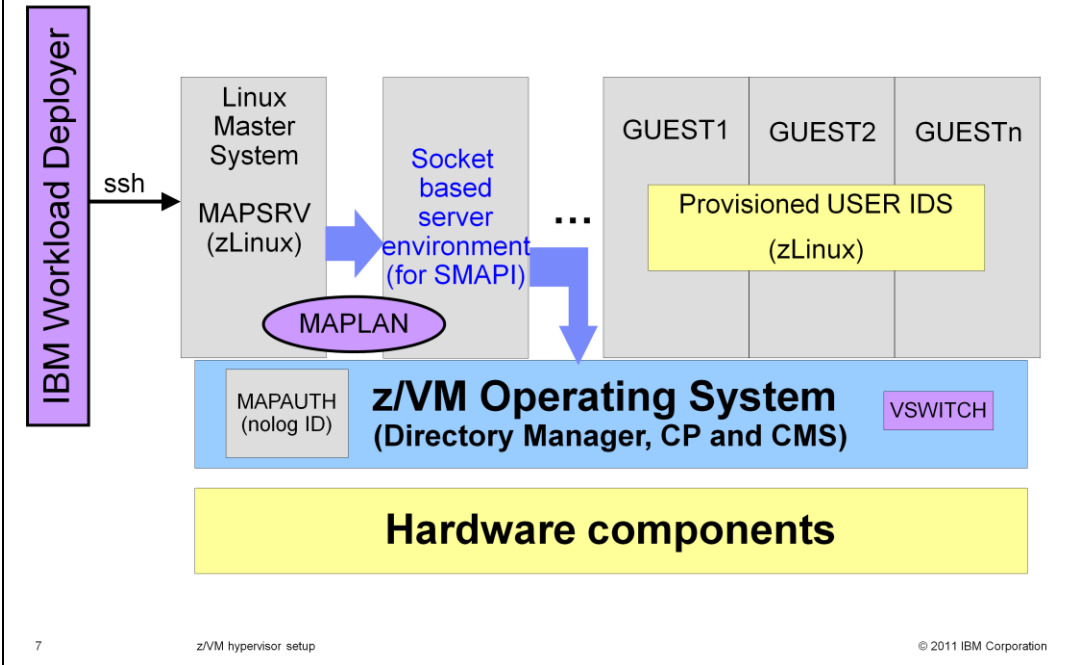 IBM Workload Deployer
ssh
Linux
Master
System
MAPSRV
(zLinux)
Socket
based
server
environment
(for SMAPI)
MAPLAN
...
GUEST1
GUEST2
GUESTn
Provisioned USER IDS
(zLinux)
MAPAUTH
(nolog ID)
z/VM Operating System
(Directory Manager, CP and CMS)
VSWITCH
Hardware components
7
z/VM hypervisor setup
© 2011 IBM Corporation